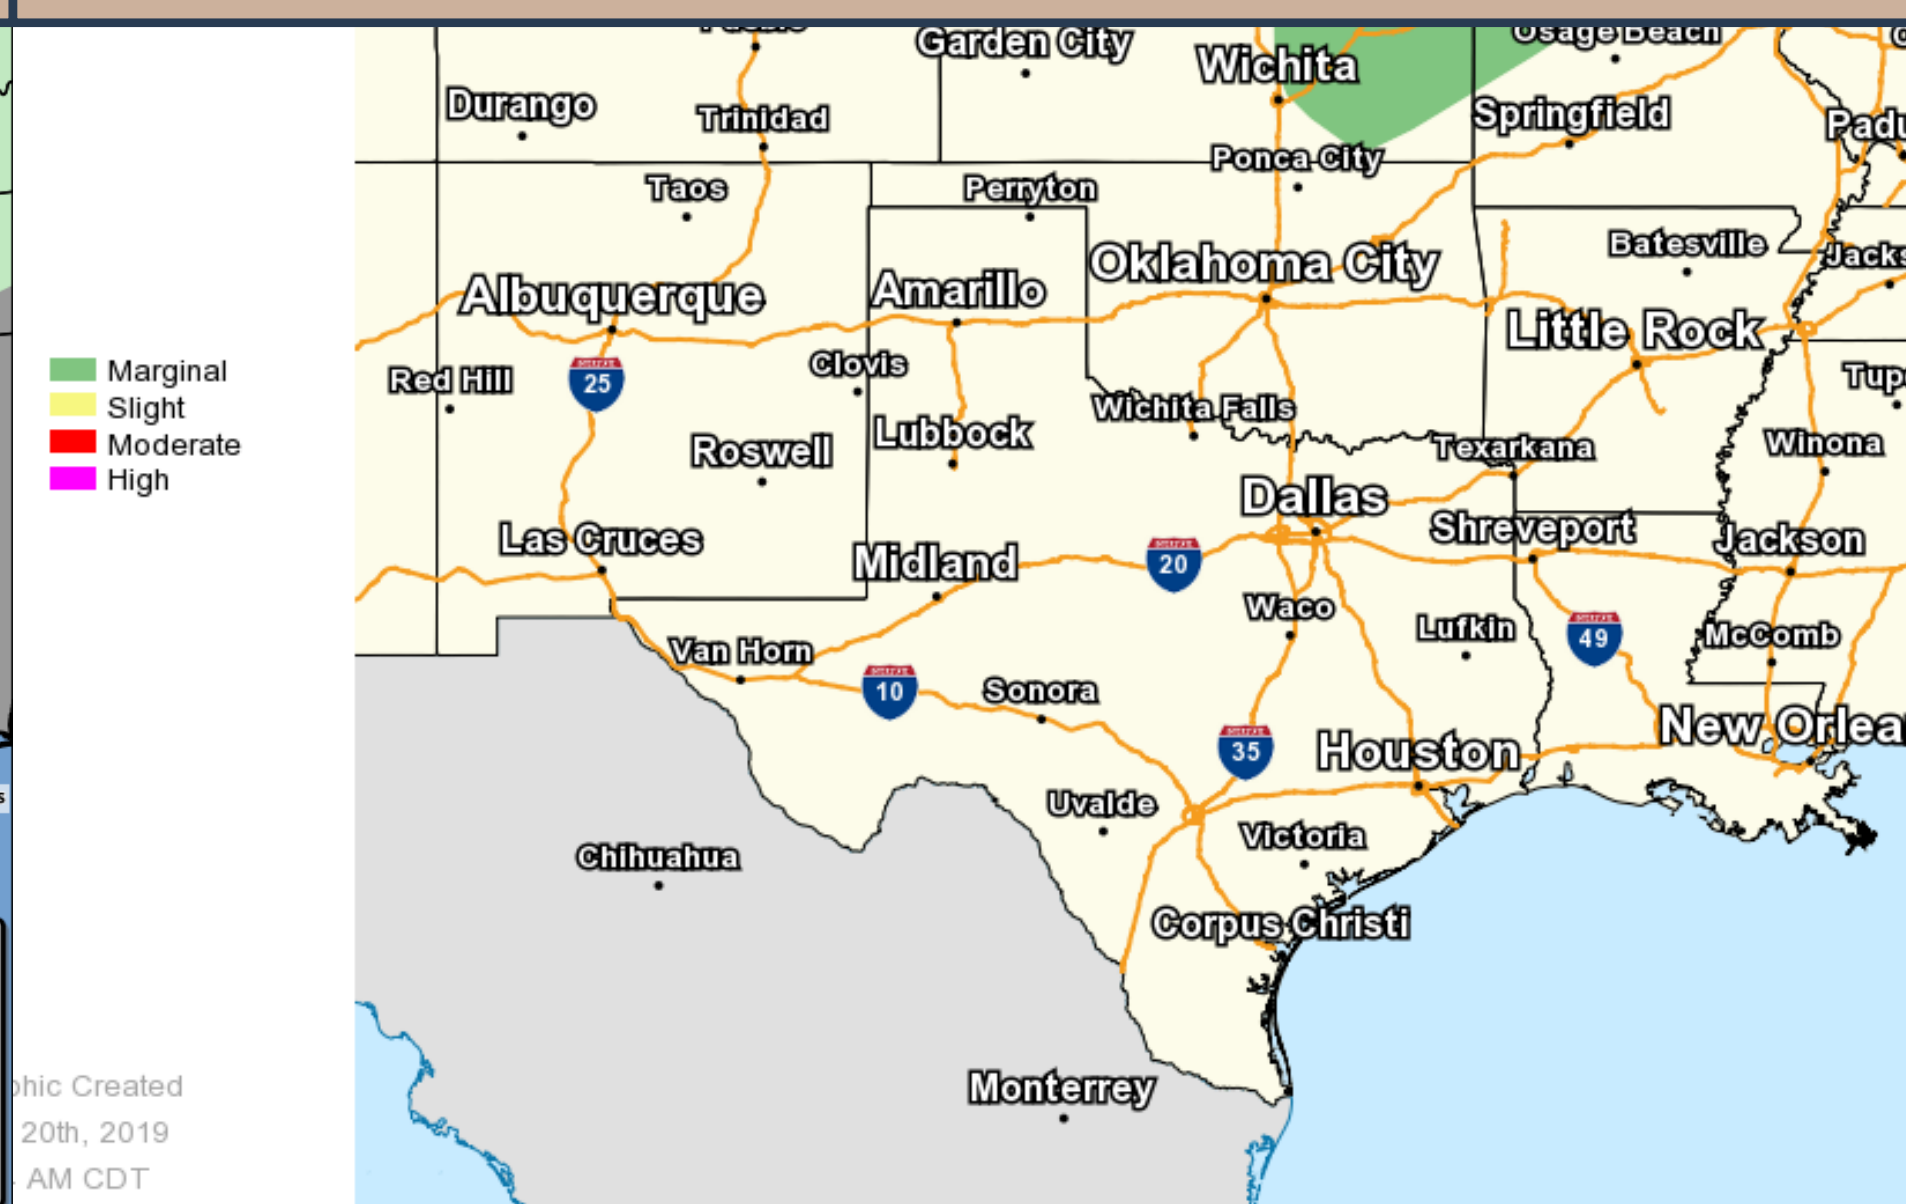 Garden City
Wichita
Osage Beach
Durango
Trinidad
Springfield
Ponca City
Taos
Perryton
Batesville
Oklahoma City
Albuquerque
Amarillo
Little Rock
Marginal
Slight
Moderate
High
Red Hill
25
Clovis
Wichita Falls
Lubbock
Roswell
Texarkana
Winona
Dallas
Shreveport
Las Cruces
Midland
20
Jackson
Waco
Lufkin
49
McComb
Van Horn
10
Sonora
35
Houston
New Orlea
Uvalde
Victoria
Chihuahua
Corpus Christi
Monterrey
phic Created
20th, 2019
AM CDT